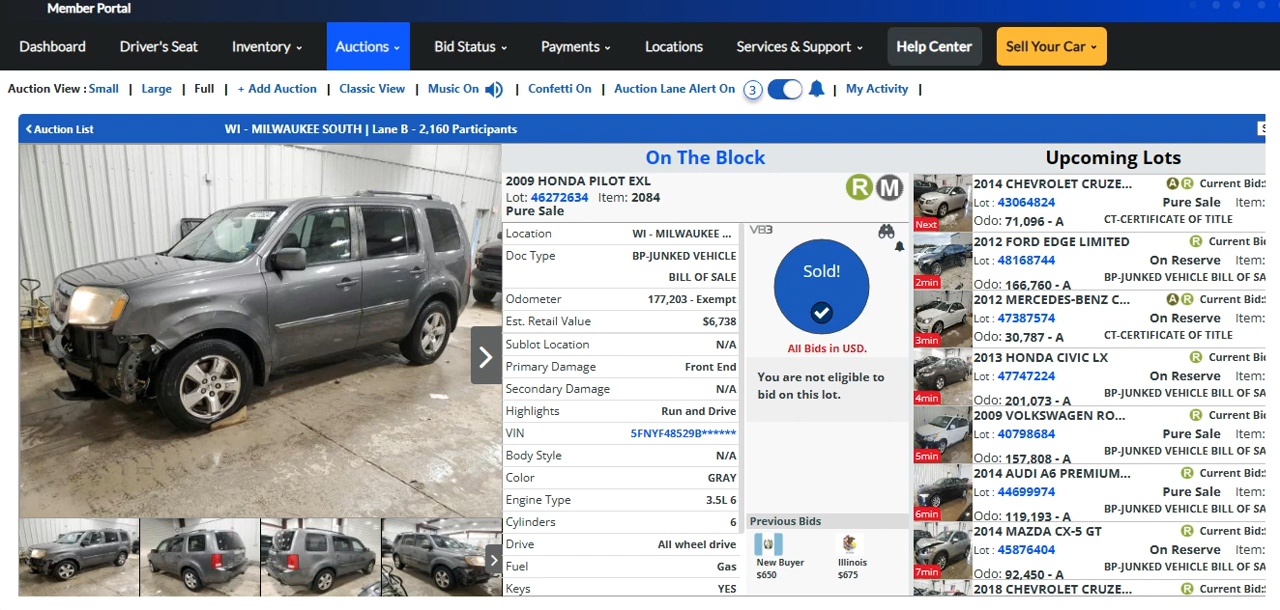 Member Portal
Dashboard Driver's Seat Inventory Auctions Bid Status Payments Locations Services & Support Help Center Sell Your Car
Auction View : Small | Large | Full | + Add Auction | Classic View | Music On | Confetti On | Auction Lane Alert On 3 | My Activity |
Auction List WI - MILWAUKEE SOUTH | Lane B - 2,160 Participants
On The Block
2009 HONDA PILOT EXL
Lot: 46272634 Item: 2084
Pure Sale
R M
Location WI - MILWAUKEE ...
Doc Type BP-JUNKED VEHICLE
BILL OF SALE
Odometer 177,203 - Exempt
Est. Retail Value $6,738
Sublot Location N/A
Primary Damage Front End
Secondary Damage N/A
Highlights Run and Drive
VIN 5FNYF48529B******
Body Style N/A
Color GRAY
Engine Type 3.5L 6
Cylinders 6
Drive All wheel drive
Fuel Gas
Keys YES
VB3
Sold!
All Bids in USD.
You are not eligible to
bid on this lot.
Previous Bids
New Buyer
$650
Illinois
$675
Upcoming Lots
2014 CHEVROLET CRUZE... A R Current Bid:
Lot : 43064824 Pure Sale Item:
Next Odo: 71,096 - A CT-CERTIFICATE OF TITLE
2012 FORD EDGE LIMITED R Current Bi
Lot : 48168744 On Reserve Item:
2min Odo: 166,760 - A BP-JUNKED VEHICLE BILL OF SA
2012 MERCEDES-BENZ C... A R Current Bid:
Lot : 47387574 On Reserve Item:
3min Odo: 30,787 - A CT-CERTIFICATE OF TITLE
2013 HONDA CIVIC LX R Current Bi
Lot : 47747224 On Reserve Item:
4min Odo: 201,073 - A BP-JUNKED VEHICLE BILL OF SA
2009 VOLKSWAGEN RO... R Current Bi
Lot : 40798684 Pure Sale Item:
5min Odo: 157,808 - A BP-JUNKED VEHICLE BILL OF SA
2014 AUDI A6 PREMIUM... R Current Bid:
Lot : 44699974 Pure Sale Item:
6min Odo: 119,193 - A BP-JUNKED VEHICLE BILL OF SA
2014 MAZDA CX-5 GT R Current Bid:
Lot : 45876404 On Reserve Item:
7min Odo: 92,450 - A BP-JUNKED VEHICLE BILL OF SA
2018 CHEVROLET CRUZE... R Current Bid: